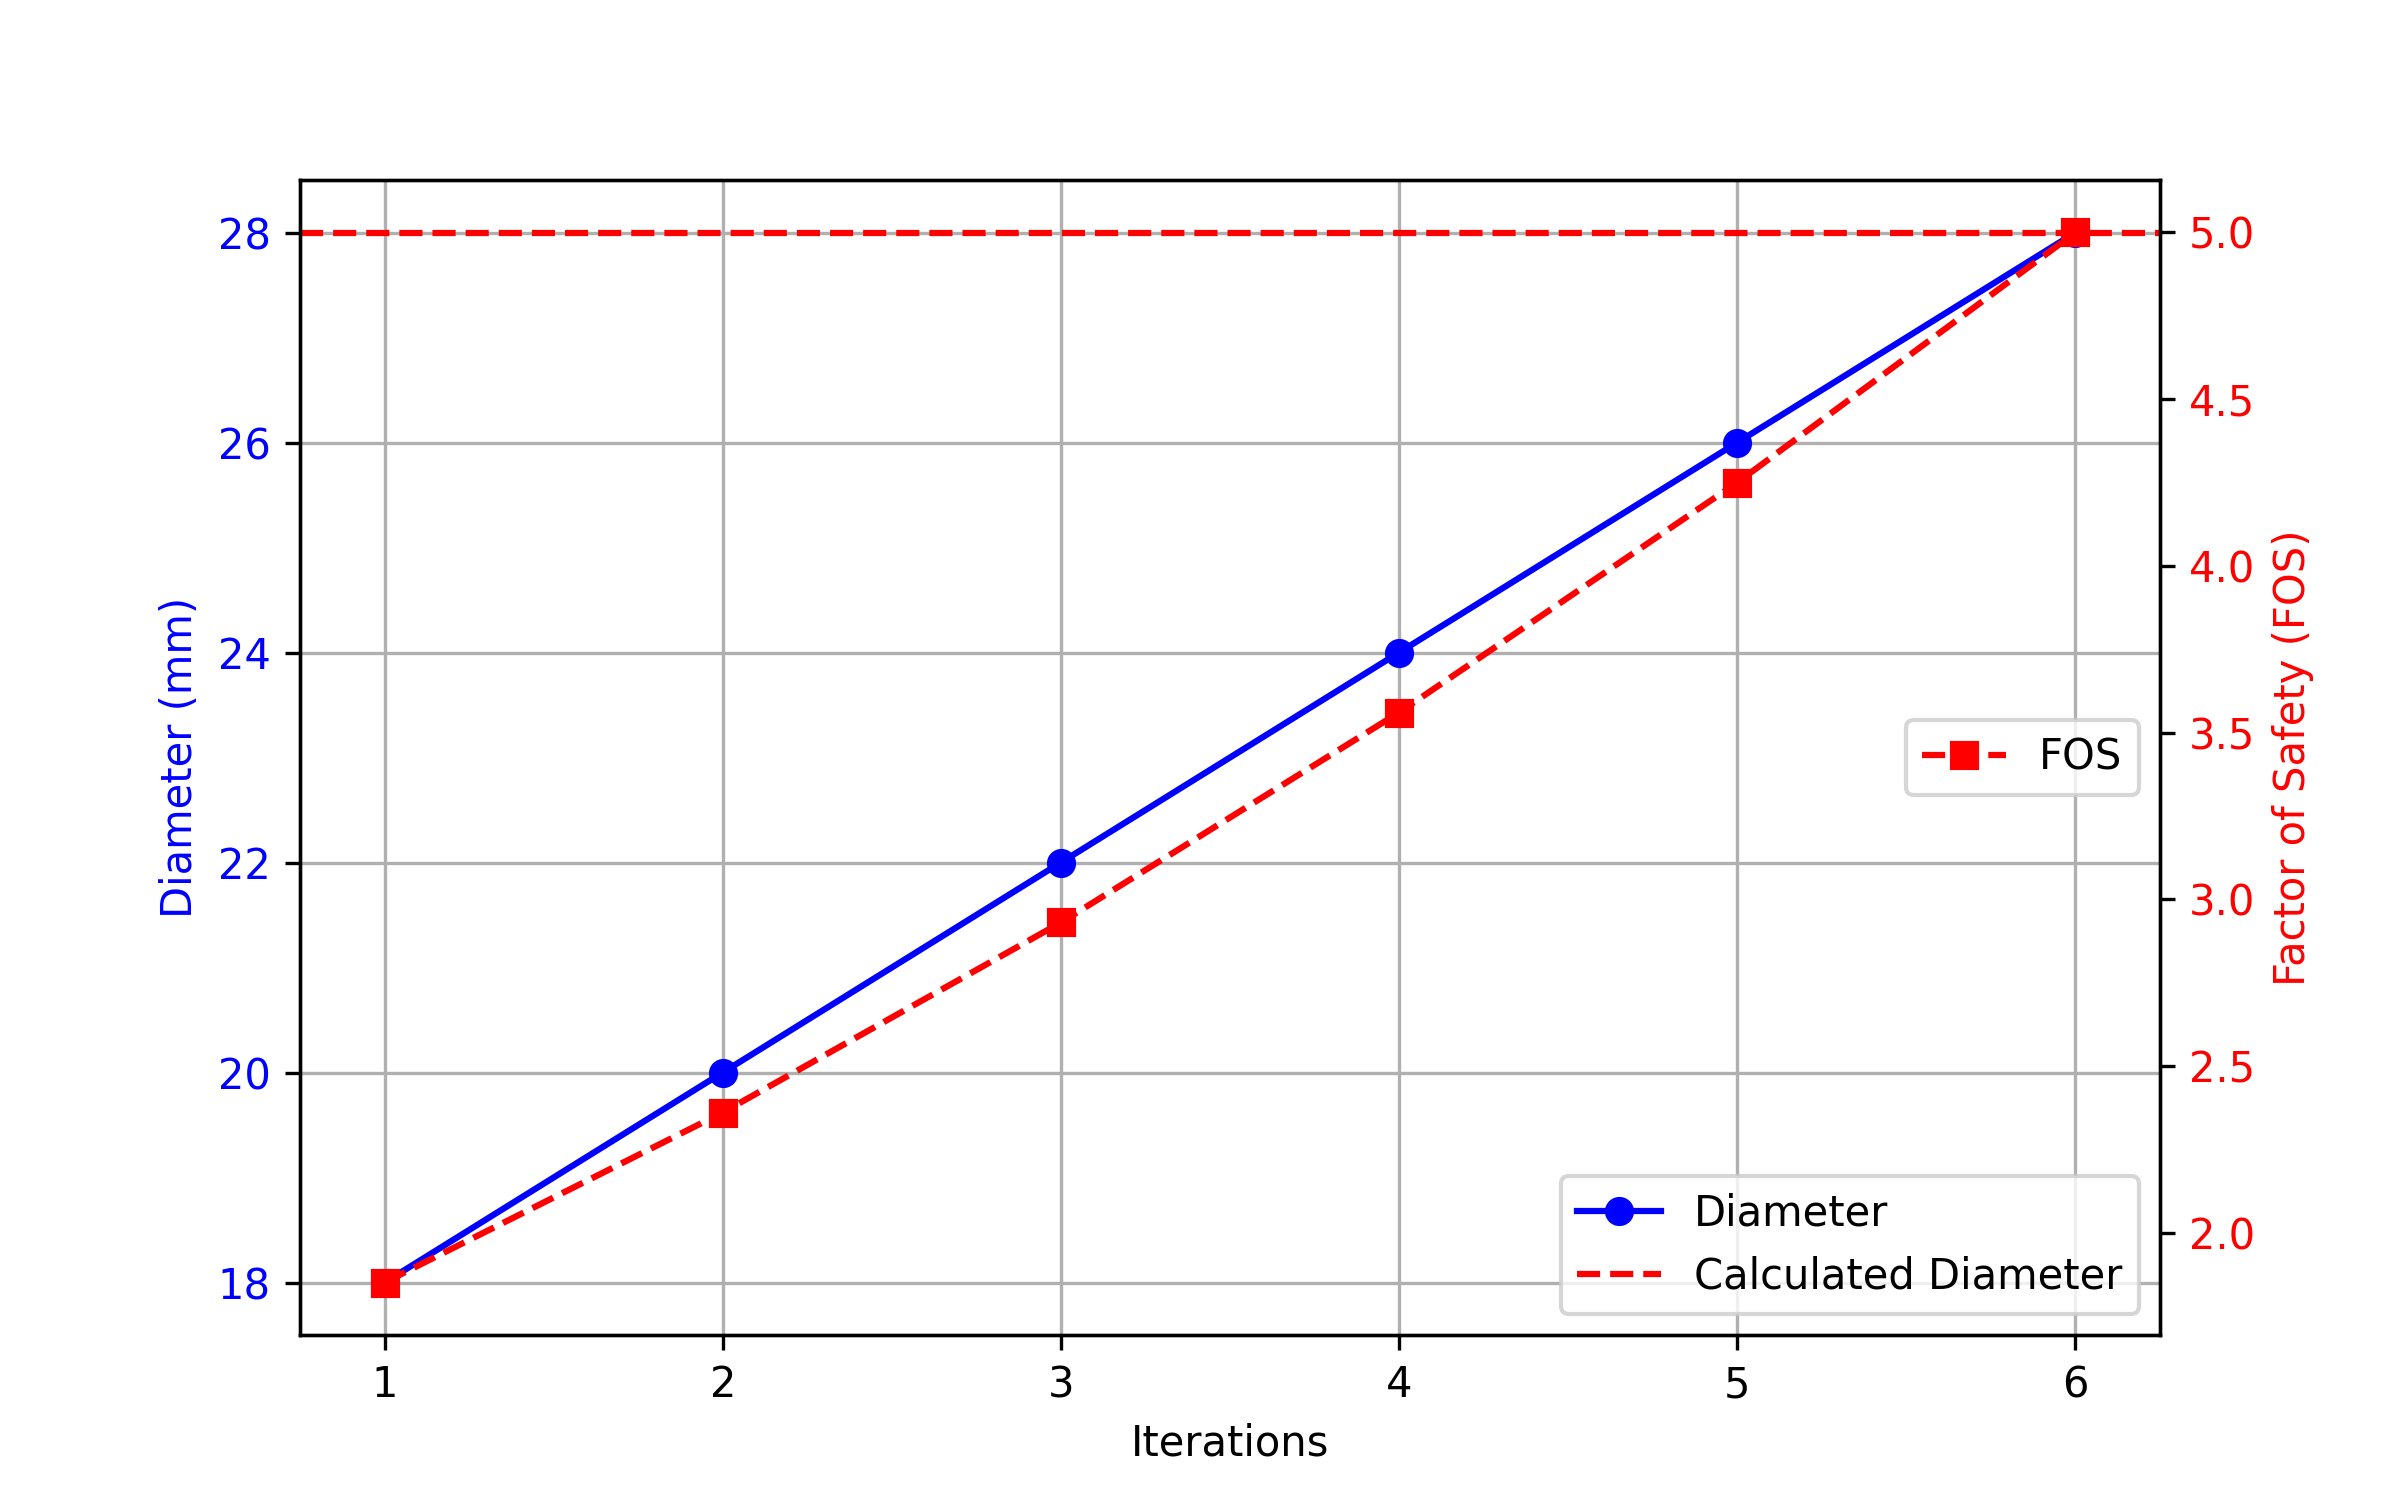 28
26
24
22
20
18
Diameter (mm)
5.0
4.5
4.0
3.5
3.0
2.5
2.0
Factor of Safety (FOS)
FOS
Diameter
Calculated Diameter
1 2 3 4 5 6
Iterations